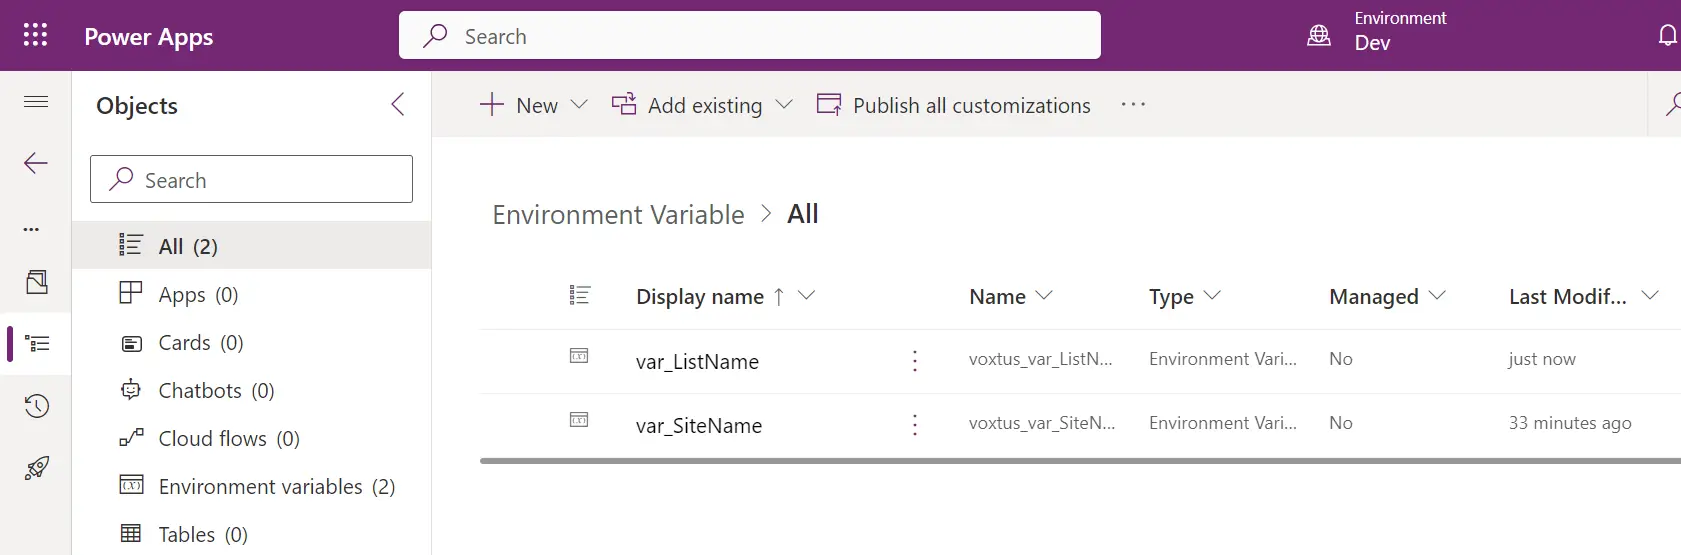 Power Apps
Search
Environment
Dev
Objects
Search
All (2)
Apps (0)
Cards (0)
Chatbots (0)
Cloud flows (0)
Environment variables (2)
Tables (0)
New
Add existing
Publish all customizations
...
Environment Variable > All
Display name ↑ Name Type Managed Last Modif...
var_ListName voxtus_var_ListN... Environment Vari... No just now
var_SiteName voxtus_var_SiteN... Environment Vari... No 33 minutes ago